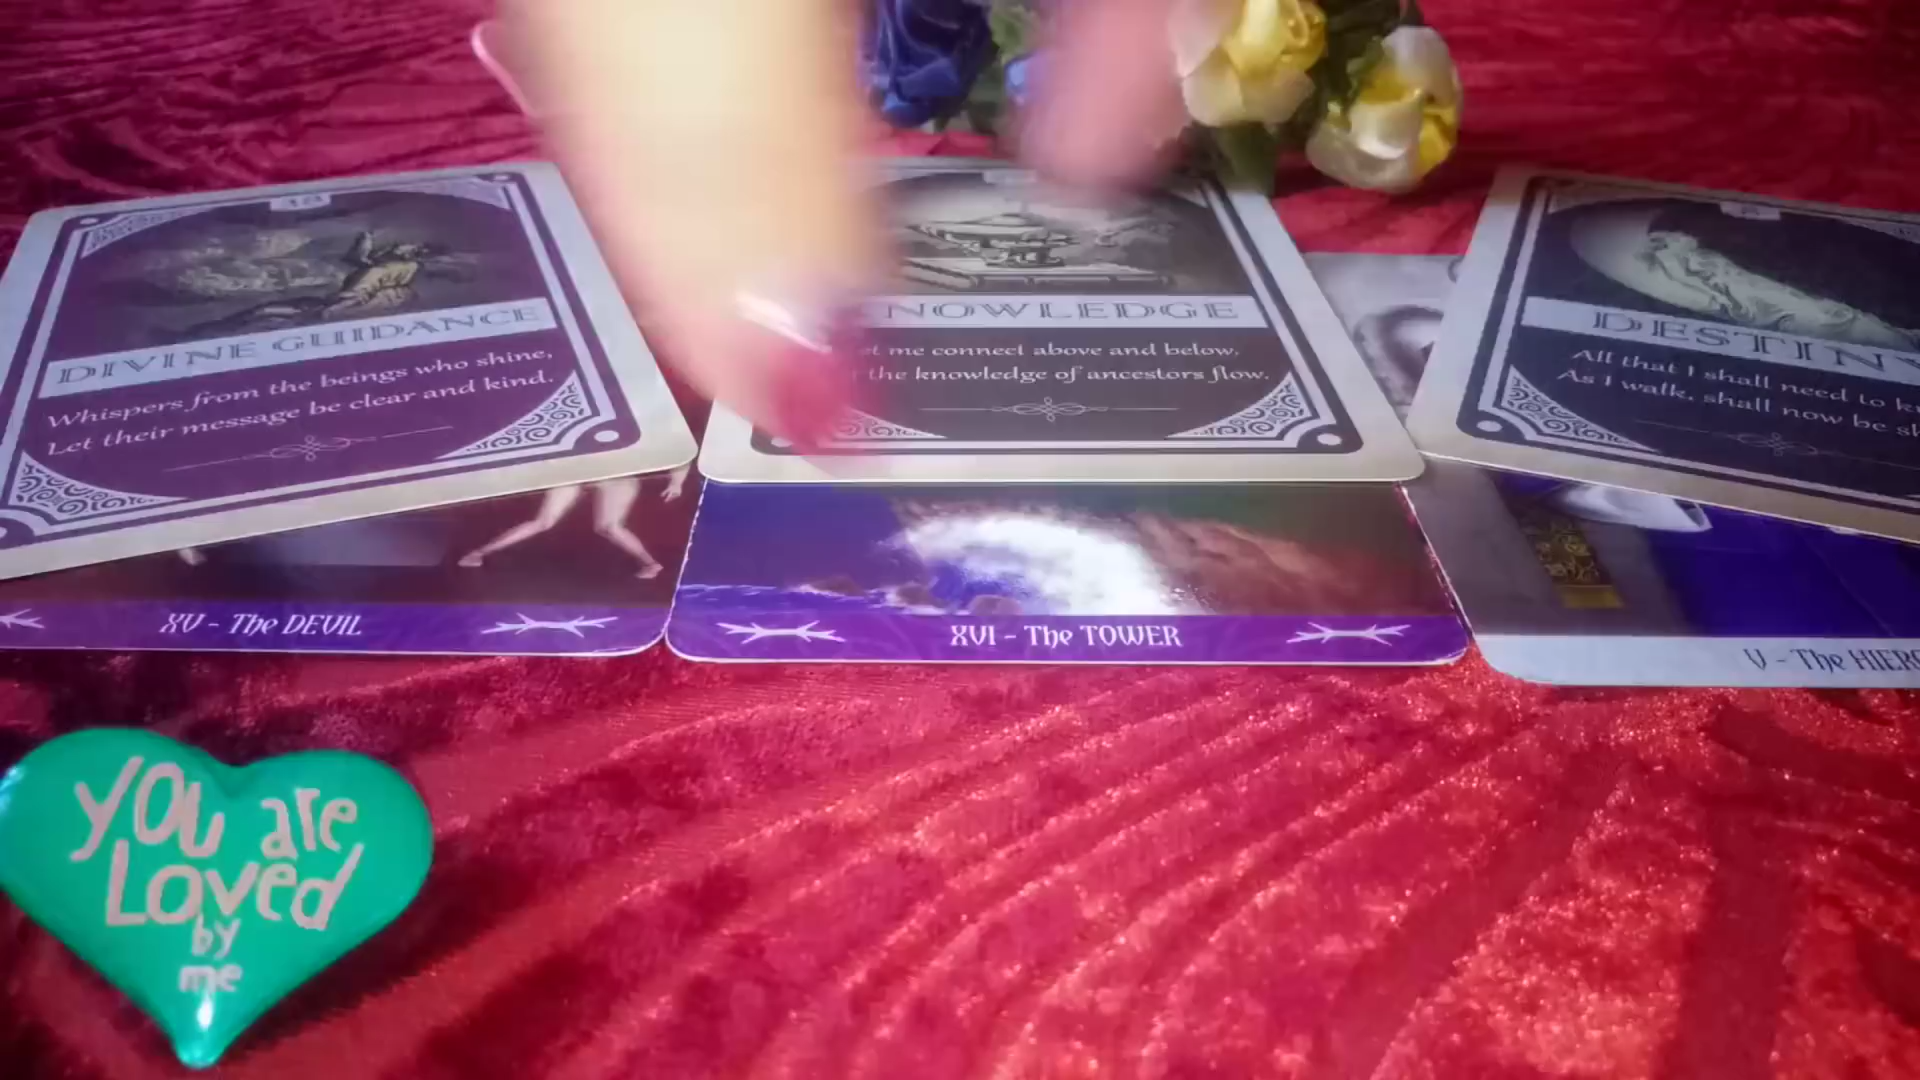 18
DIVINE GUIDANCE
Whispers from the beings who shine,
Let their message be clear and kind.
XV - The DEVIL
NOWLEDGE
me connect above and below,
the knowledge of ancestors flow.
XVI - The TOWER
DESTINY
All that I shall need to
As I walk, shall now be
V - The
you are
Loved
by
me